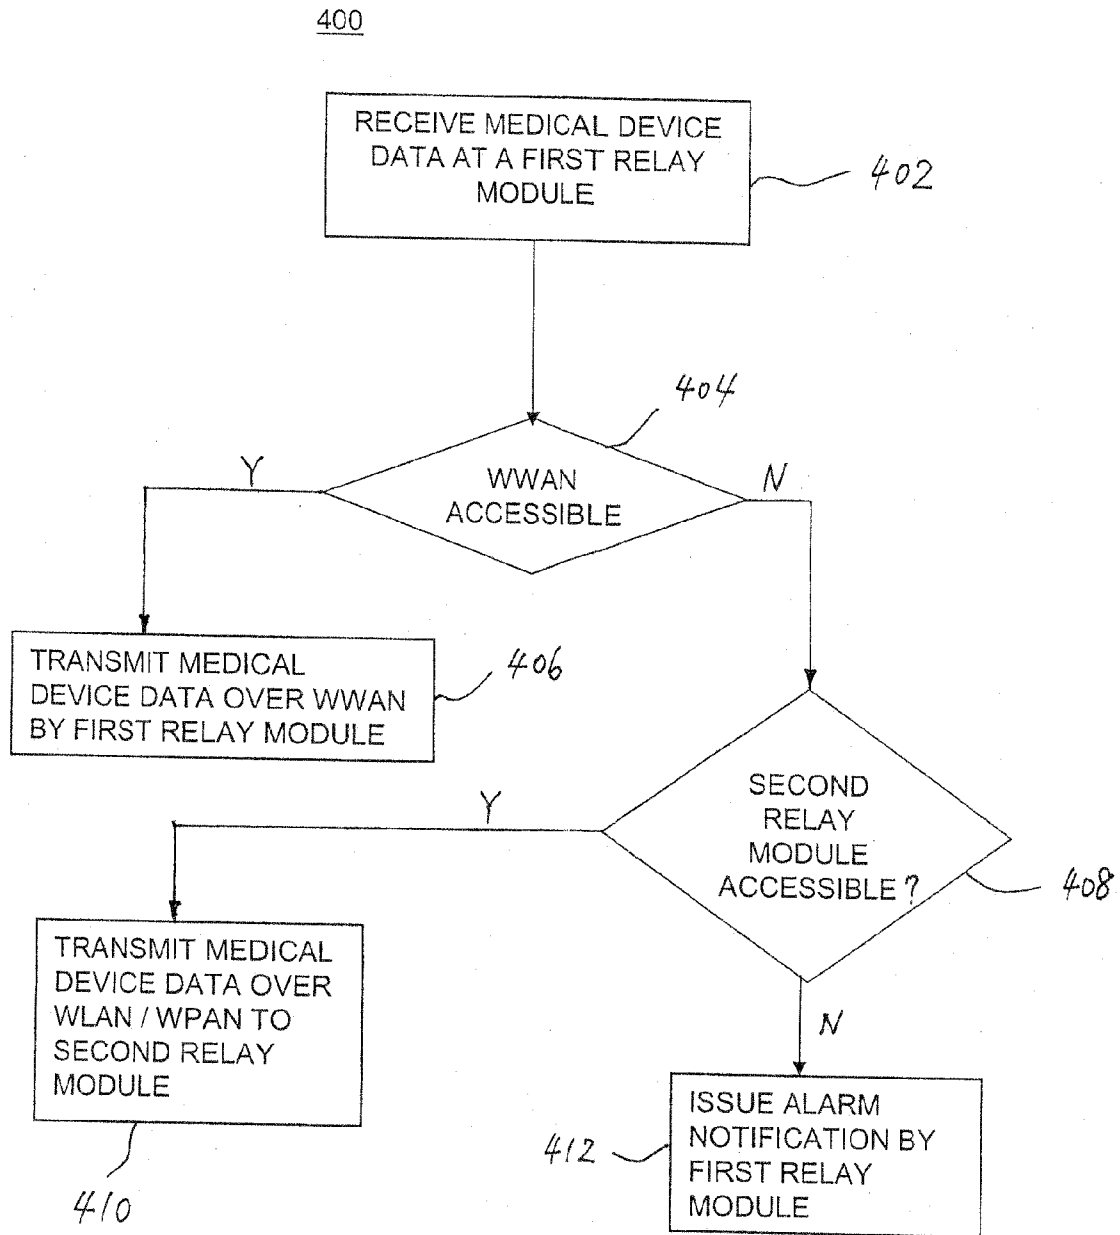 400
RECEIVE MEDICAL DEVICE
DATA AT A FIRST RELAY
MODULE
402
404
WWAN
ACCESSIBLE
Y
N
TRANSMIT MEDICAL
DEVICE DATA OVER WWAN
BY FIRST RELAY MODULE
406
SECOND
RELAY
MODULE
ACCESSIBLE?
408
Y
N
TRANSMIT MEDICAL
DEVICE DATA OVER
WLAN / WPAN TO
SECOND RELAY
MODULE
410
ISSUE ALARM
NOTIFICATION BY
FIRST RELAY
MODULE
412